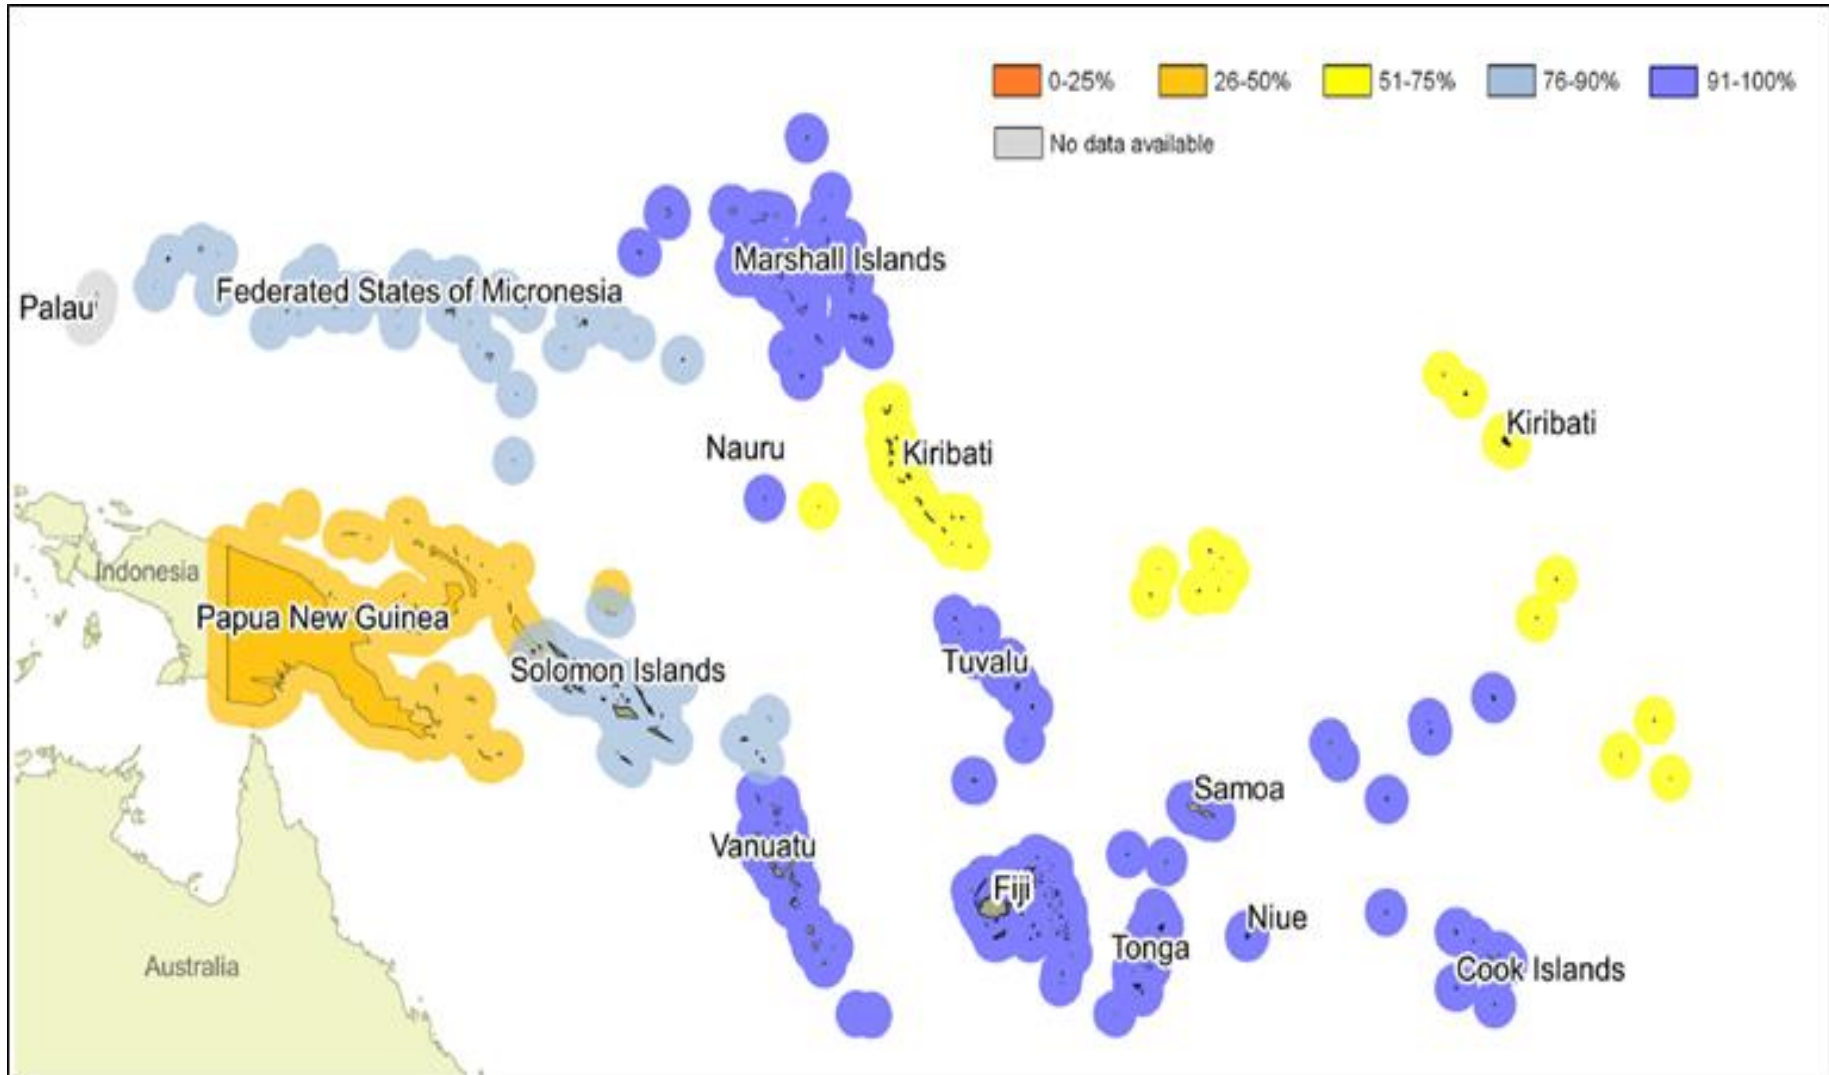 0-25% 26-50% 51-75% 76-90% 91-100%
No data available
Marshall Islands
Federated States of Micronesia
Palau
Kiribati
Nauru
Kiribati
Indonesia
Papua New Guinea
Solomon Islands
Tuvalu
Samoa
Vanuatu
Fiji
Niue
Tonga
Australia
Cook Islands